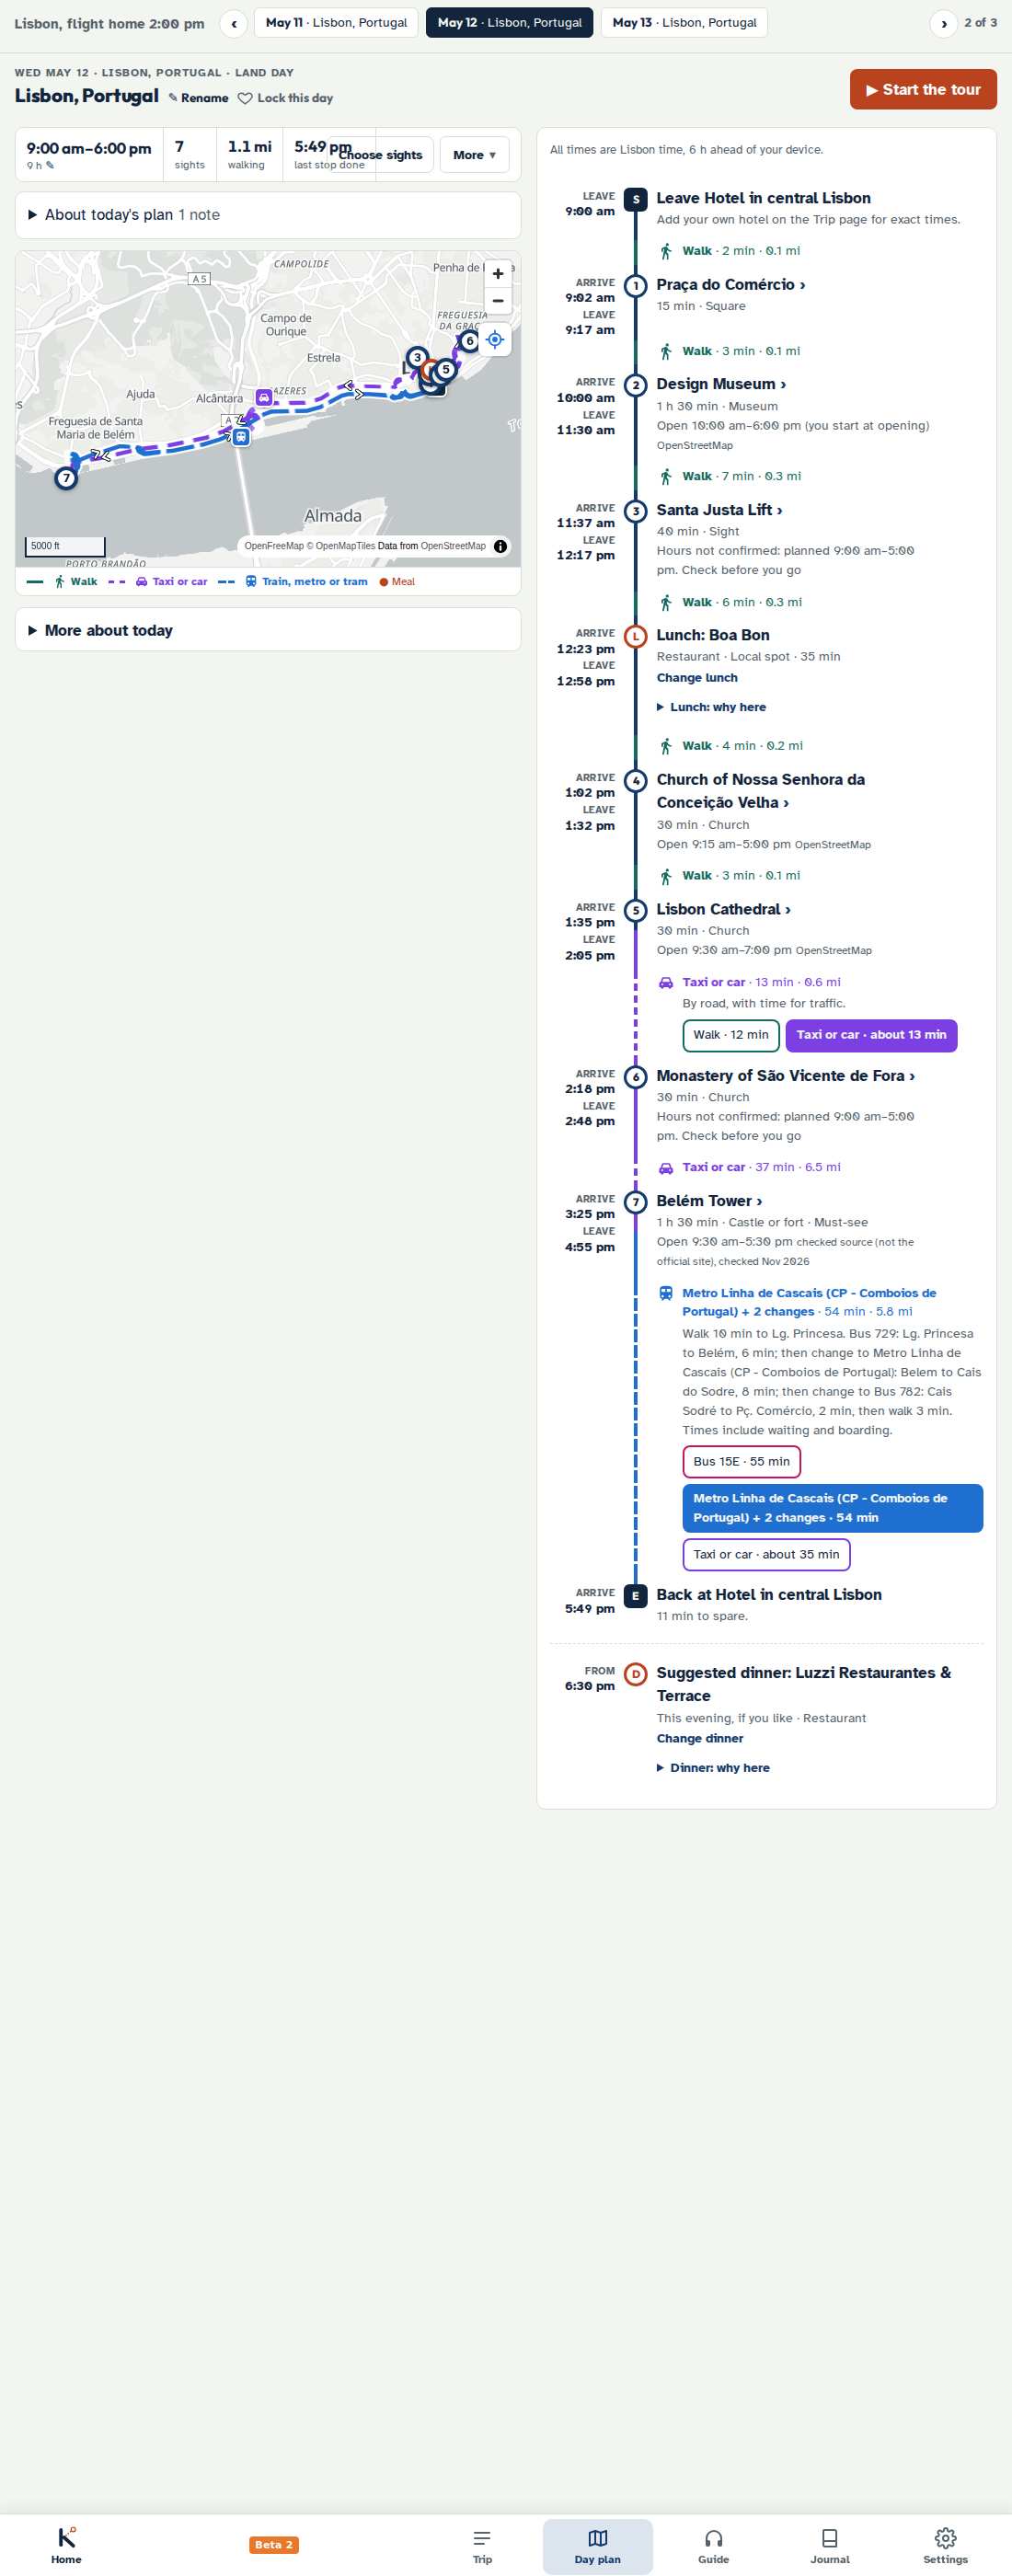 Lisbon, flight home 2:00 pm
‹
May 11 · Lisbon, Portugal
May 12 · Lisbon, Portugal
May 13 · Lisbon, Portugal
›
2 of 3
WED MAY 12 · LISBON, PORTUGAL · LAND DAY
Lisbon, Portugal
✎ Rename
Lock this day
▶ Start the tour
9:00 am–6:00 pm
9 h ✎
7
sights
1.1 mi
walking
5:49 pm
last stop done
Choose sights
More ▾
▶ About today's plan 1 note
CAMPOLIDE
A 5
Penha de
Campo de
Ourique
FREGUESIA
Estrela
Ajuda
Alcântara
Freguesia de Santa
Maria de Belém
3
5
6
7
+
−
Almada
5000 ft
OpenFreeMap © OpenMapTiles Data from OpenStreetMap
PORTO BRANDÃO
Walk
Taxi or car
Train, metro or tram
Meal
▶ More about today
All times are Lisbon time, 6 h ahead of your device.
LEAVE
9:00 am
S
Leave Hotel in central Lisbon
Add your own hotel on the Trip page for exact times.
Walk · 2 min · 0.1 mi
ARRIVE
9:02 am
LEAVE
9:17 am
1
Praça do Comércio ›
15 min · Square
Walk · 3 min · 0.1 mi
ARRIVE
10:00 am
LEAVE
11:30 am
2
Design Museum ›
1 h 30 min · Museum
Open 10:00 am–6:00 pm (you start at opening)
OpenStreetMap
Walk · 7 min · 0.3 mi
ARRIVE
11:37 am
LEAVE
12:17 pm
3
Santa Justa Lift ›
40 min · Sight
Hours not confirmed: planned 9:00 am–5:00
pm. Check before you go
Walk · 6 min · 0.3 mi
ARRIVE
12:23 pm
LEAVE
12:58 pm
L
Lunch: Boa Bon
Restaurant · Local spot · 35 min
Change lunch
▶ Lunch: why here
Walk · 4 min · 0.2 mi
ARRIVE
1:02 pm
LEAVE
1:32 pm
4
Church of Nossa Senhora da
Conceição Velha ›
30 min · Church
Open 9:15 am–5:00 pm OpenStreetMap
Walk · 3 min · 0.1 mi
ARRIVE
1:35 pm
LEAVE
2:05 pm
5
Lisbon Cathedral ›
30 min · Church
Open 9:30 am–7:00 pm OpenStreetMap
Taxi or car · 13 min · 0.6 mi
By road, with time for traffic.
Walk · 12 min
Taxi or car · about 13 min
ARRIVE
2:18 pm
LEAVE
2:48 pm
6
Monastery of São Vicente de Fora ›
30 min · Church
Hours not confirmed: planned 9:00 am–5:00
pm. Check before you go
Taxi or car · 37 min · 6.5 mi
ARRIVE
3:25 pm
LEAVE
4:55 pm
7
Belém Tower ›
1 h 30 min · Castle or fort · Must-see
Open 9:30 am–5:30 pm checked source (not the
official site), checked Nov 2026
Metro Linha de Cascais (CP - Comboios de
Portugal) + 2 changes · 54 min · 5.8 mi
Walk 10 min to Lg. Princesa. Bus 729: Lg. Princesa
to Belém, 6 min; then change to Metro Linha de
Cascais (CP - Comboios de Portugal): Belem to Cais
do Sodre, 8 min; then change to Bus 782: Cais
Sodré to Pç. Comércio, 2 min, then walk 3 min.
Times include waiting and boarding.
Bus 15E · 55 min
Metro Linha de Cascais (CP - Comboios de
Portugal) + 2 changes · 54 min
Taxi or car · about 35 min
ARRIVE
5:49 pm
E
Back at Hotel in central Lisbon
11 min to spare.
FROM
6:30 pm
D
Suggested dinner: Luzzi Restaurantes &
Terrace
This evening, if you like · Restaurant
Change dinner
▶ Dinner: why here
Home
Beta 2
Trip
Day plan
Guide
Journal
Settings